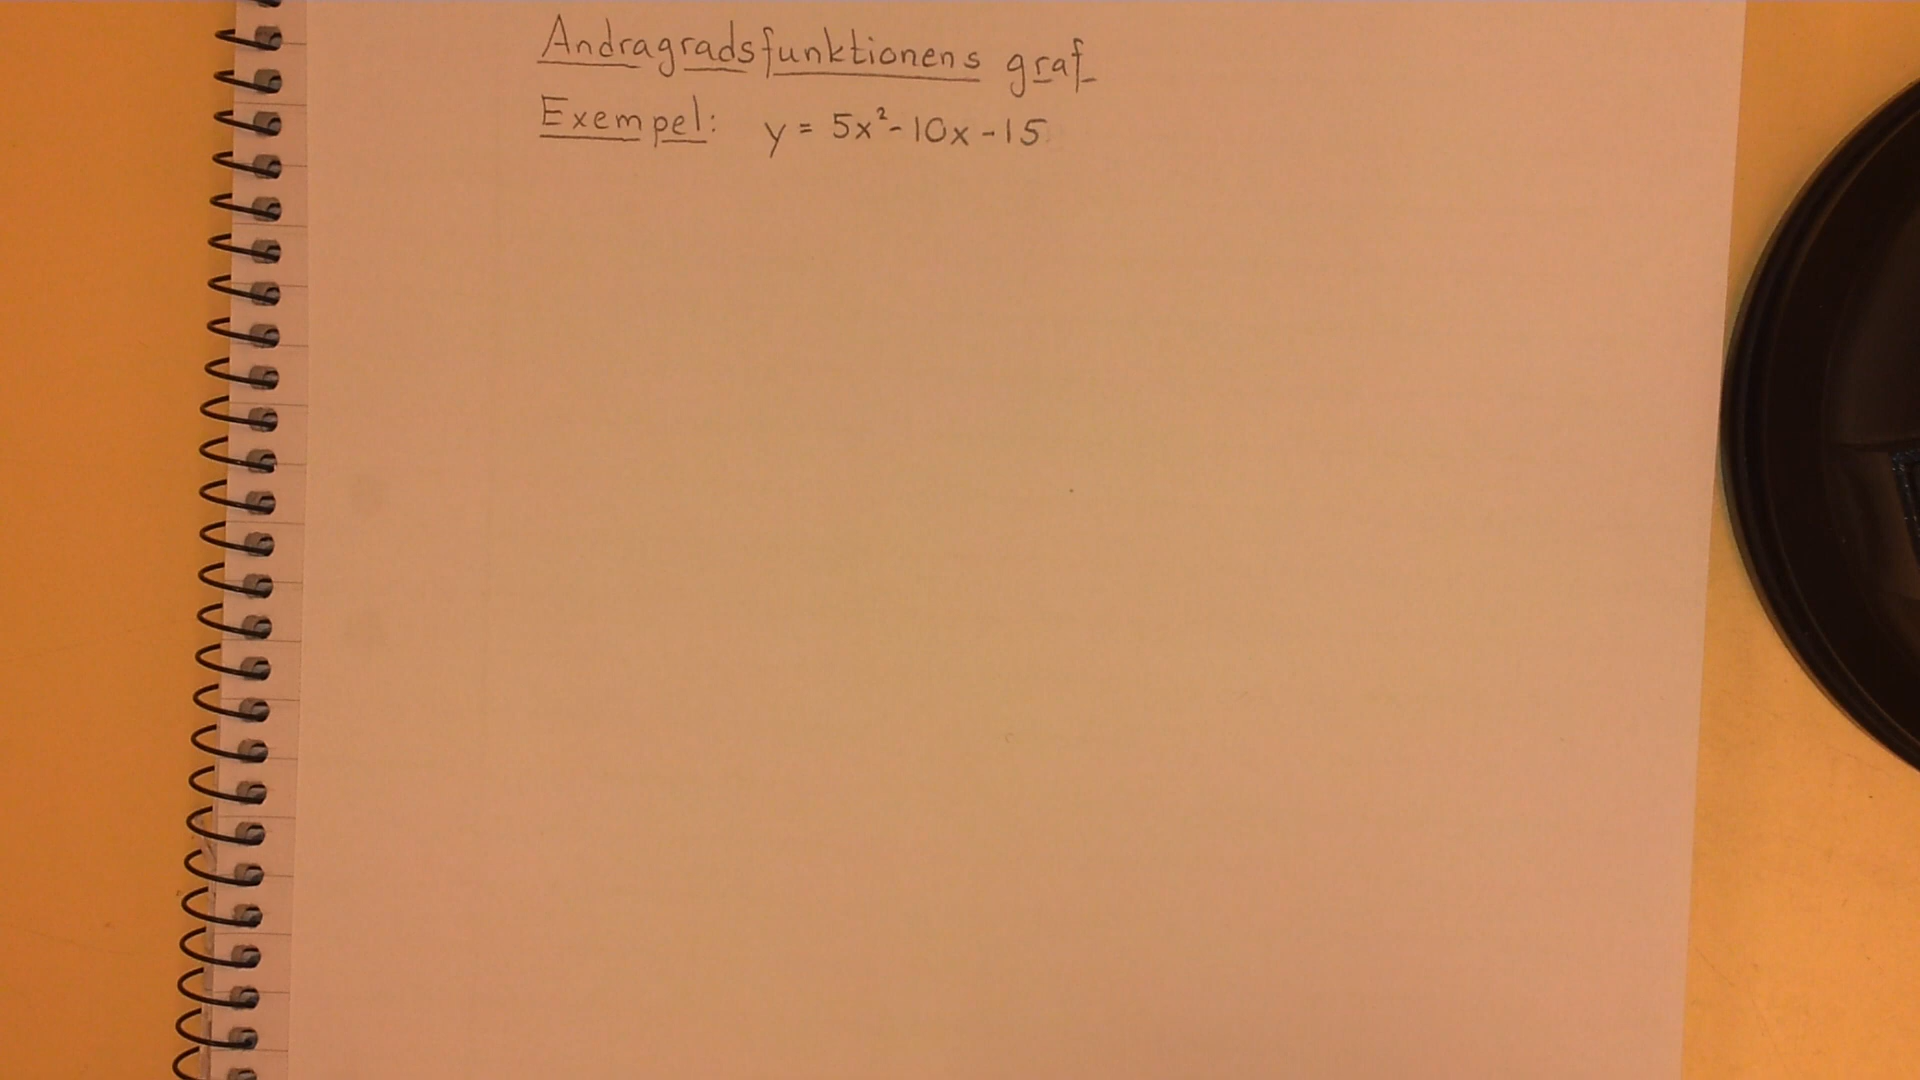 Andragradsfunktionens graf
Exempel: y = 5x²-10x-15